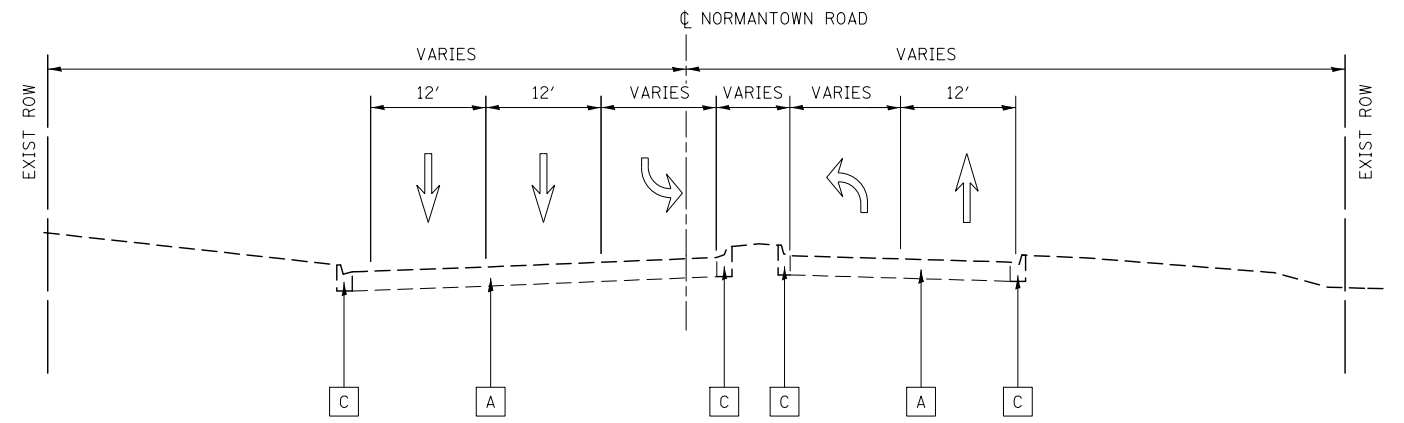 ℄ NORMANTOWN ROAD
VARIES
VARIES
EXIST ROW
12'
12'
VARIES
VARIES
VARIES
12'
EXIST ROW
C
A
C
C
A
C